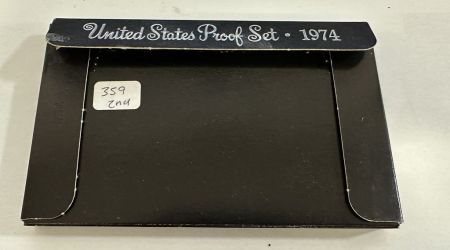 United States Proof Set • 1974
359
2nd